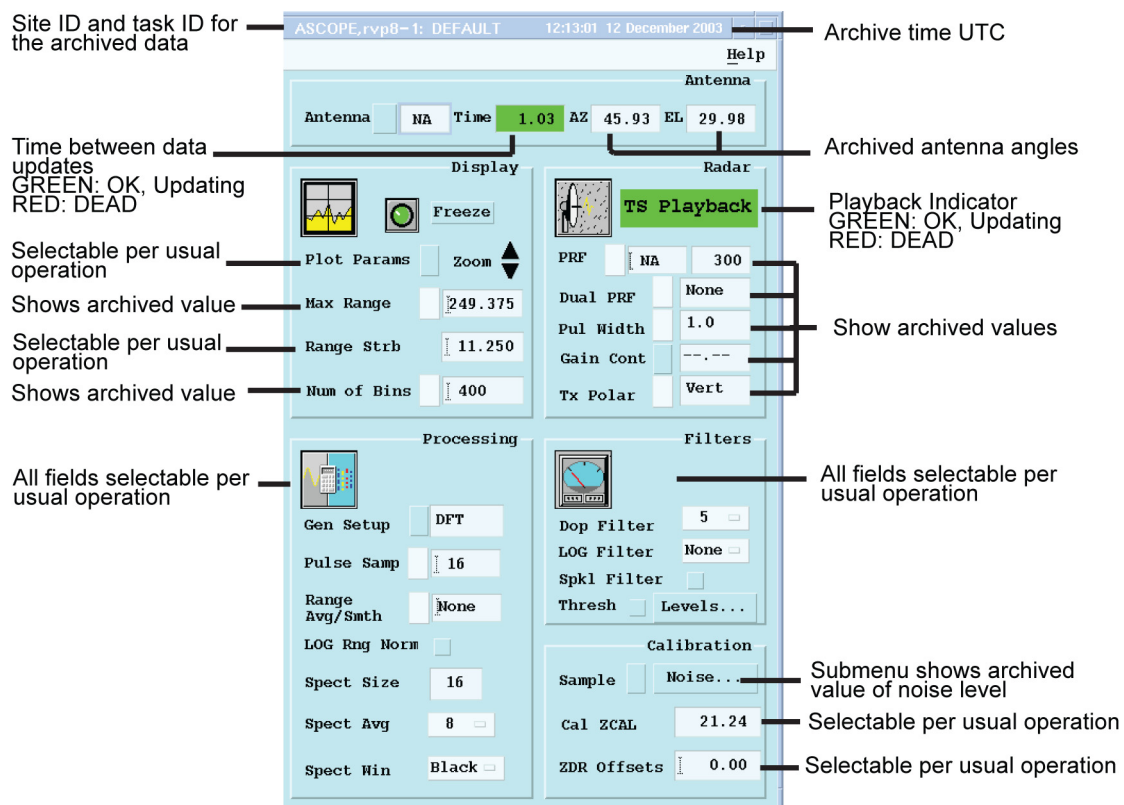 Site ID and task ID for
the archived data
ASCOPE,rvp8-1: DEFAULT 12:13:01 12 December 2003
Archive time UTC
Help
Antenna
Antenna NA Time 1.03 AZ 45.93 EL 29.98
Time between data
updates
GREEN: OK, Updating
RED: DEAD
Archived antenna angles
Display
Freeze
Selectable per usual
operation
Plot Params Zoom
Shows archived value
Max Range 249.375
Selectable per usual
operation
Range Strb 11.250
Shows archived value
Num of Bins 400
Radar
TS Playback
Playback Indicator
GREEN: OK, Updating
RED: DEAD
PRF NA 300
Dual PRF None
Pul Width 1.0
Show archived values
Gain Cont --.--
Tx Polar Vert
Processing
All fields selectable per
usual operation
Gen Setup DFT
Pulse Samp 16
Range
Avg/Smth None
LOG Rng Norm
Spect Size 16
Spect Avg 8
Spect Win Black
Filters
All fields selectable per
usual operation
Dop Filter 5
LOG Filter None
Spkl Filter
Thresh Levels...
Calibration
Sample Noise...
Submenu shows archived
value of noise level
Cal ZCAL 21.24
Selectable per usual operation
ZDR Offsets 0.00
Selectable per usual operation